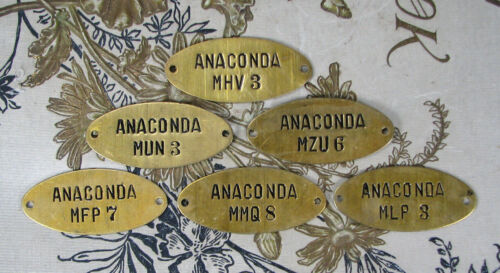 ANACONDA
MHV 3
ANACONDA
MUN 3
ANACONDA
MZU 6
ANACONDA
MFP 7
ANACONDA
MMQ 8
ANACONDA
MLP 3